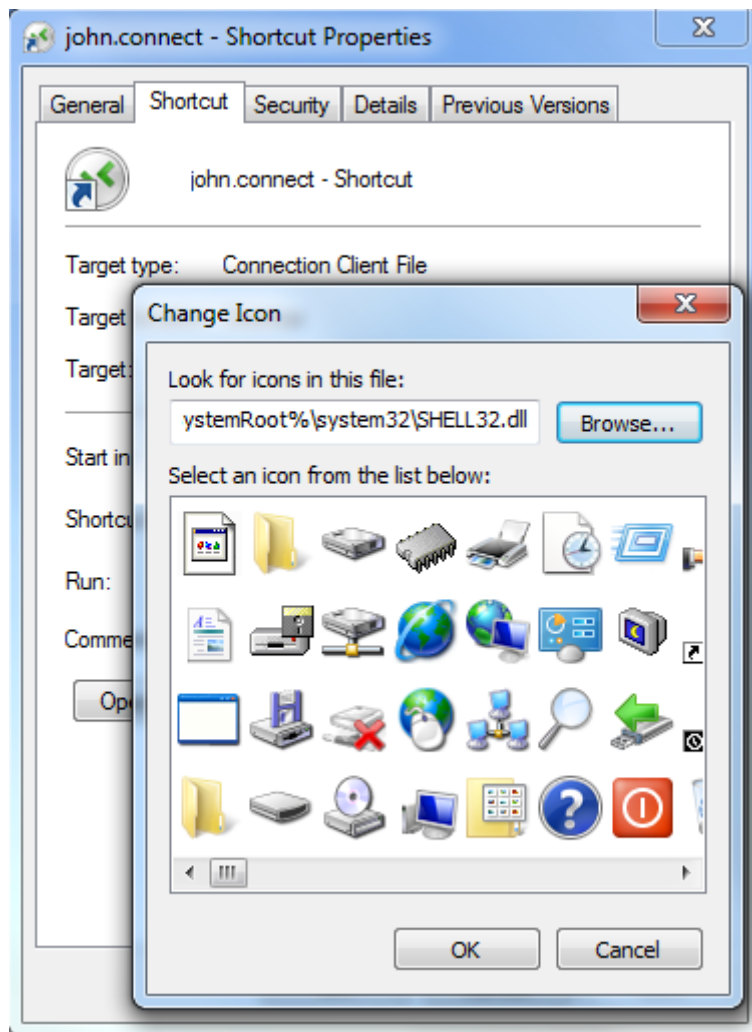 john.connect - Shortcut Properties
General Shortcut Security Details Previous Versions
john.connect - Shortcut
Target type: Connection Client File
Target
Target:
Start in
Shortcu
Run:
Comme
Ope
Change Icon
Look for icons in this file:
ystemRoot%\system32\SHELL32.dll Browse...
Select an icon from the list below:
OK Cancel